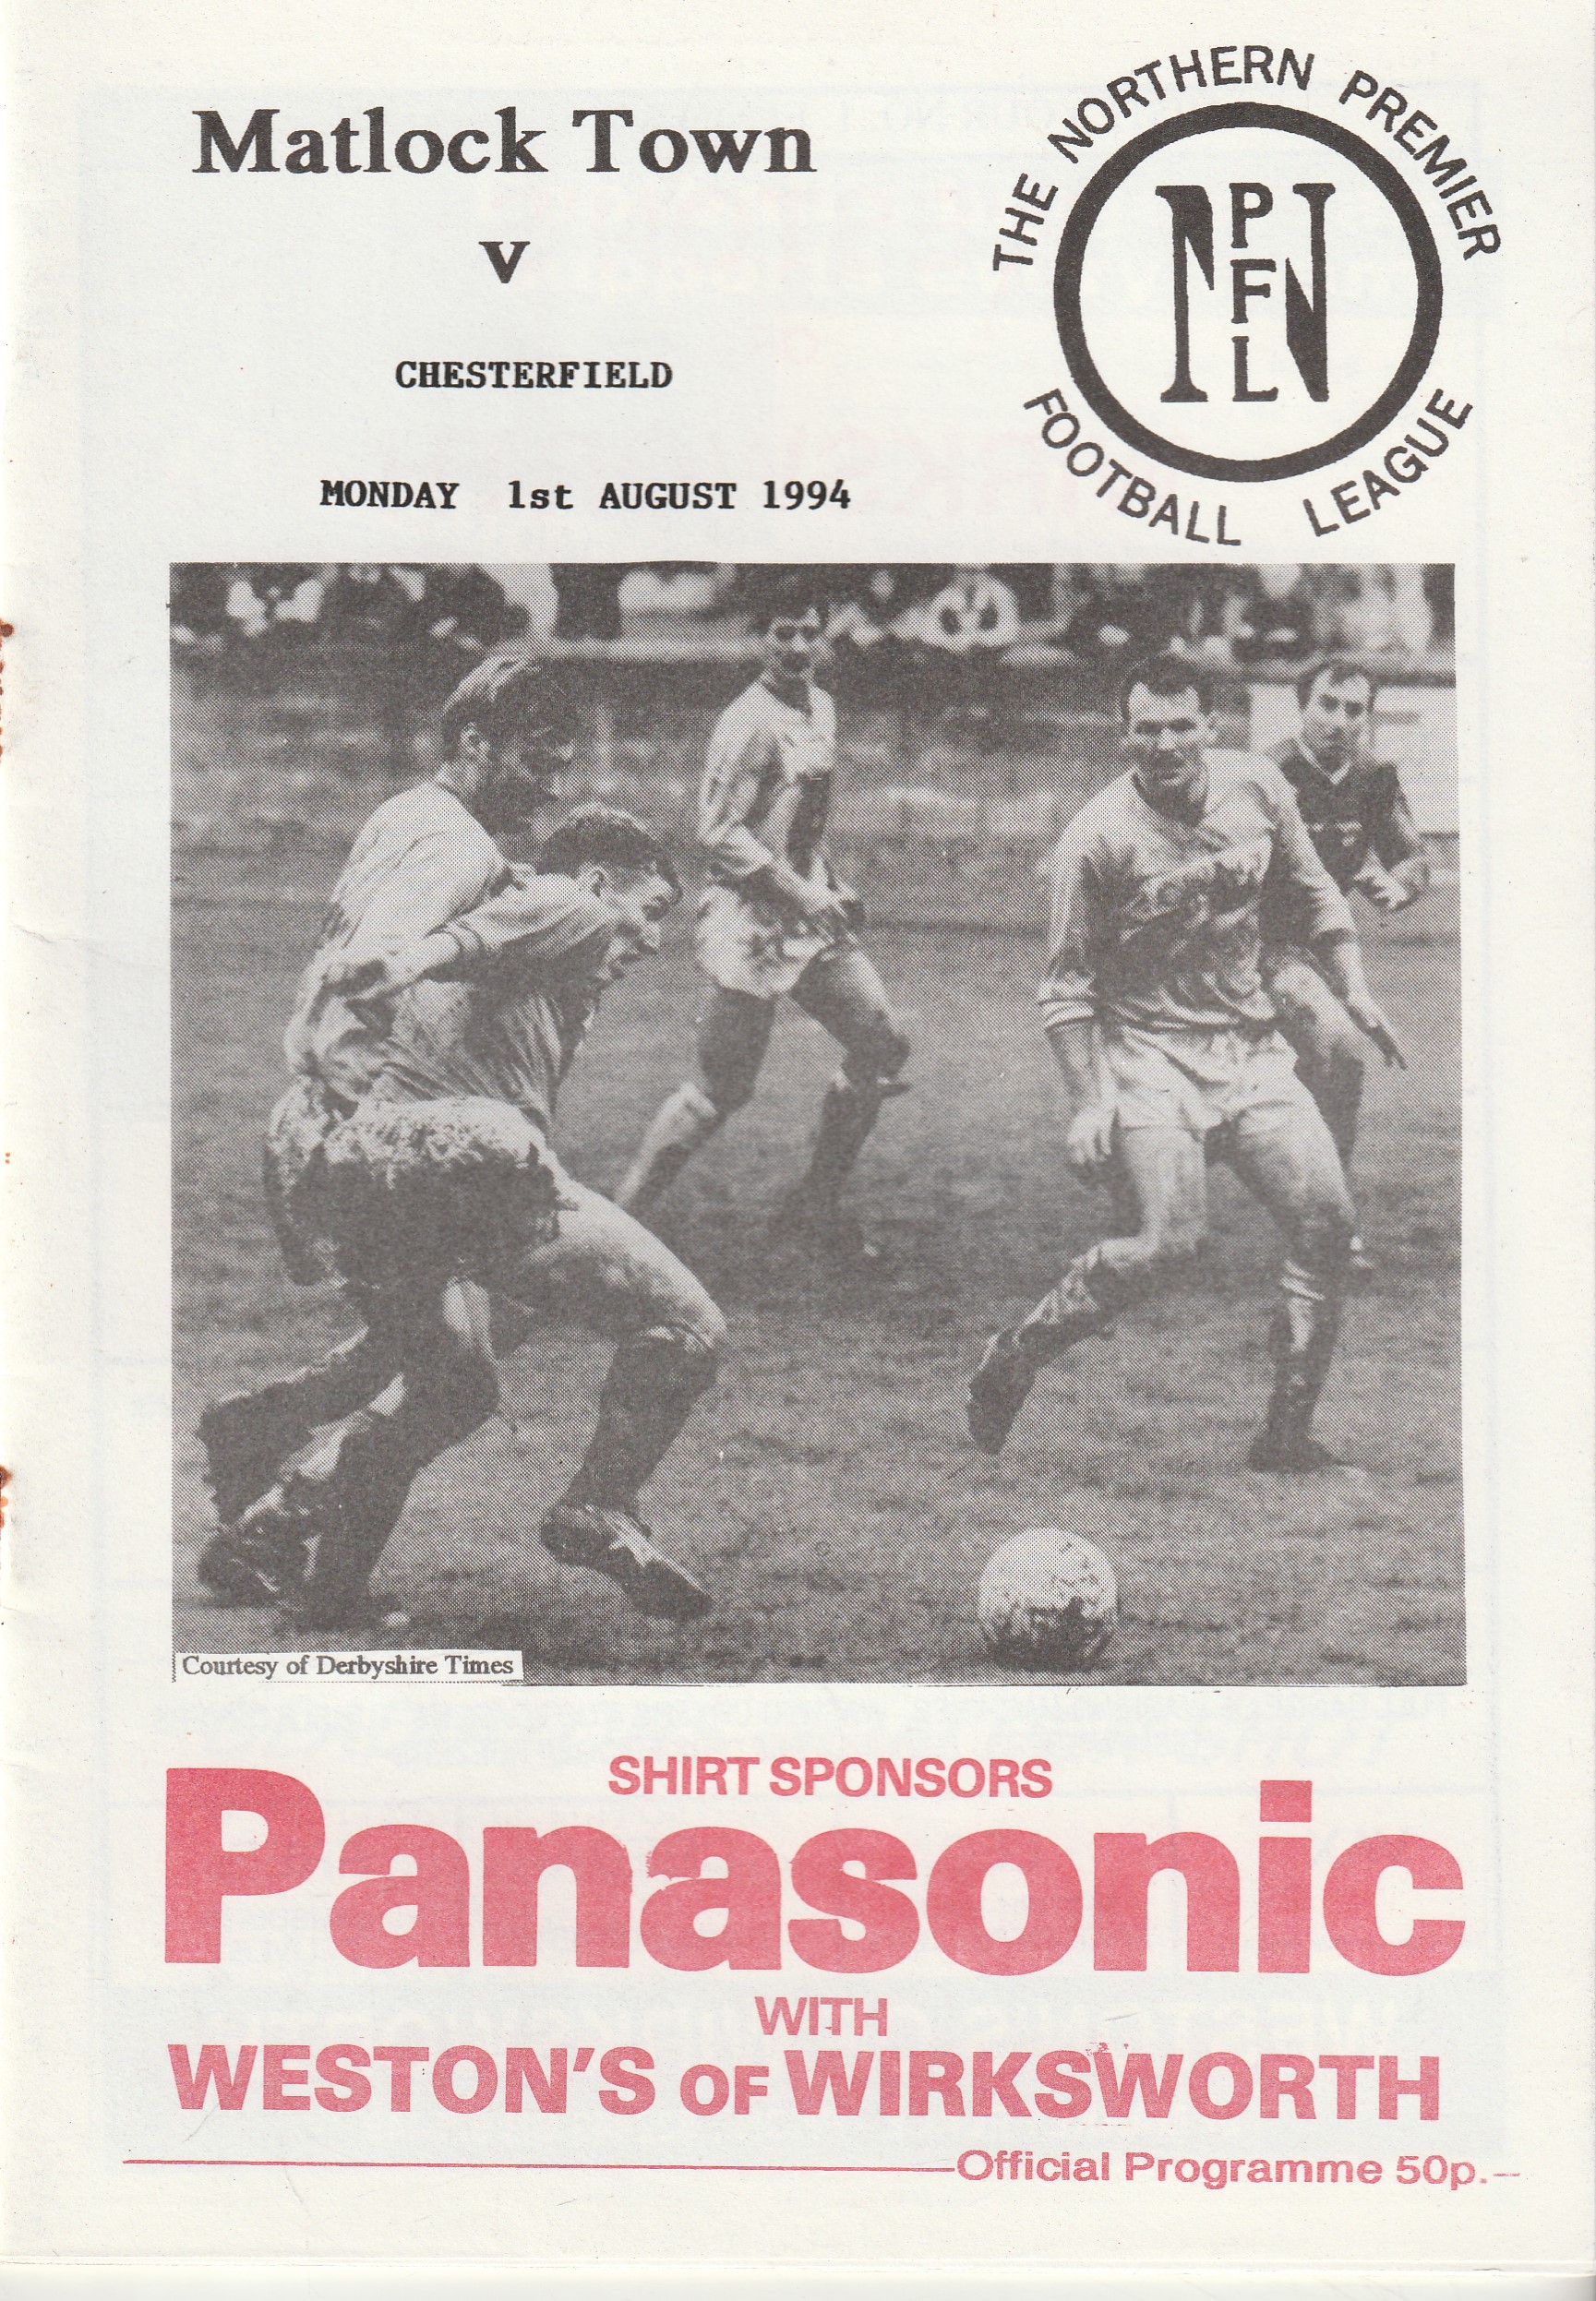 Matlock Town
v
CHESTERFIELD
MONDAY 1st AUGUST 1994
THE NORTHERN PREMIER
NPFL
FOOTBALL LEAGUE
Courtesy of Derbyshire Times
SHIRT SPONSORS
Panasonic
WITH
WESTON'S OF WIRKSWORTH
Official Programme 50p.